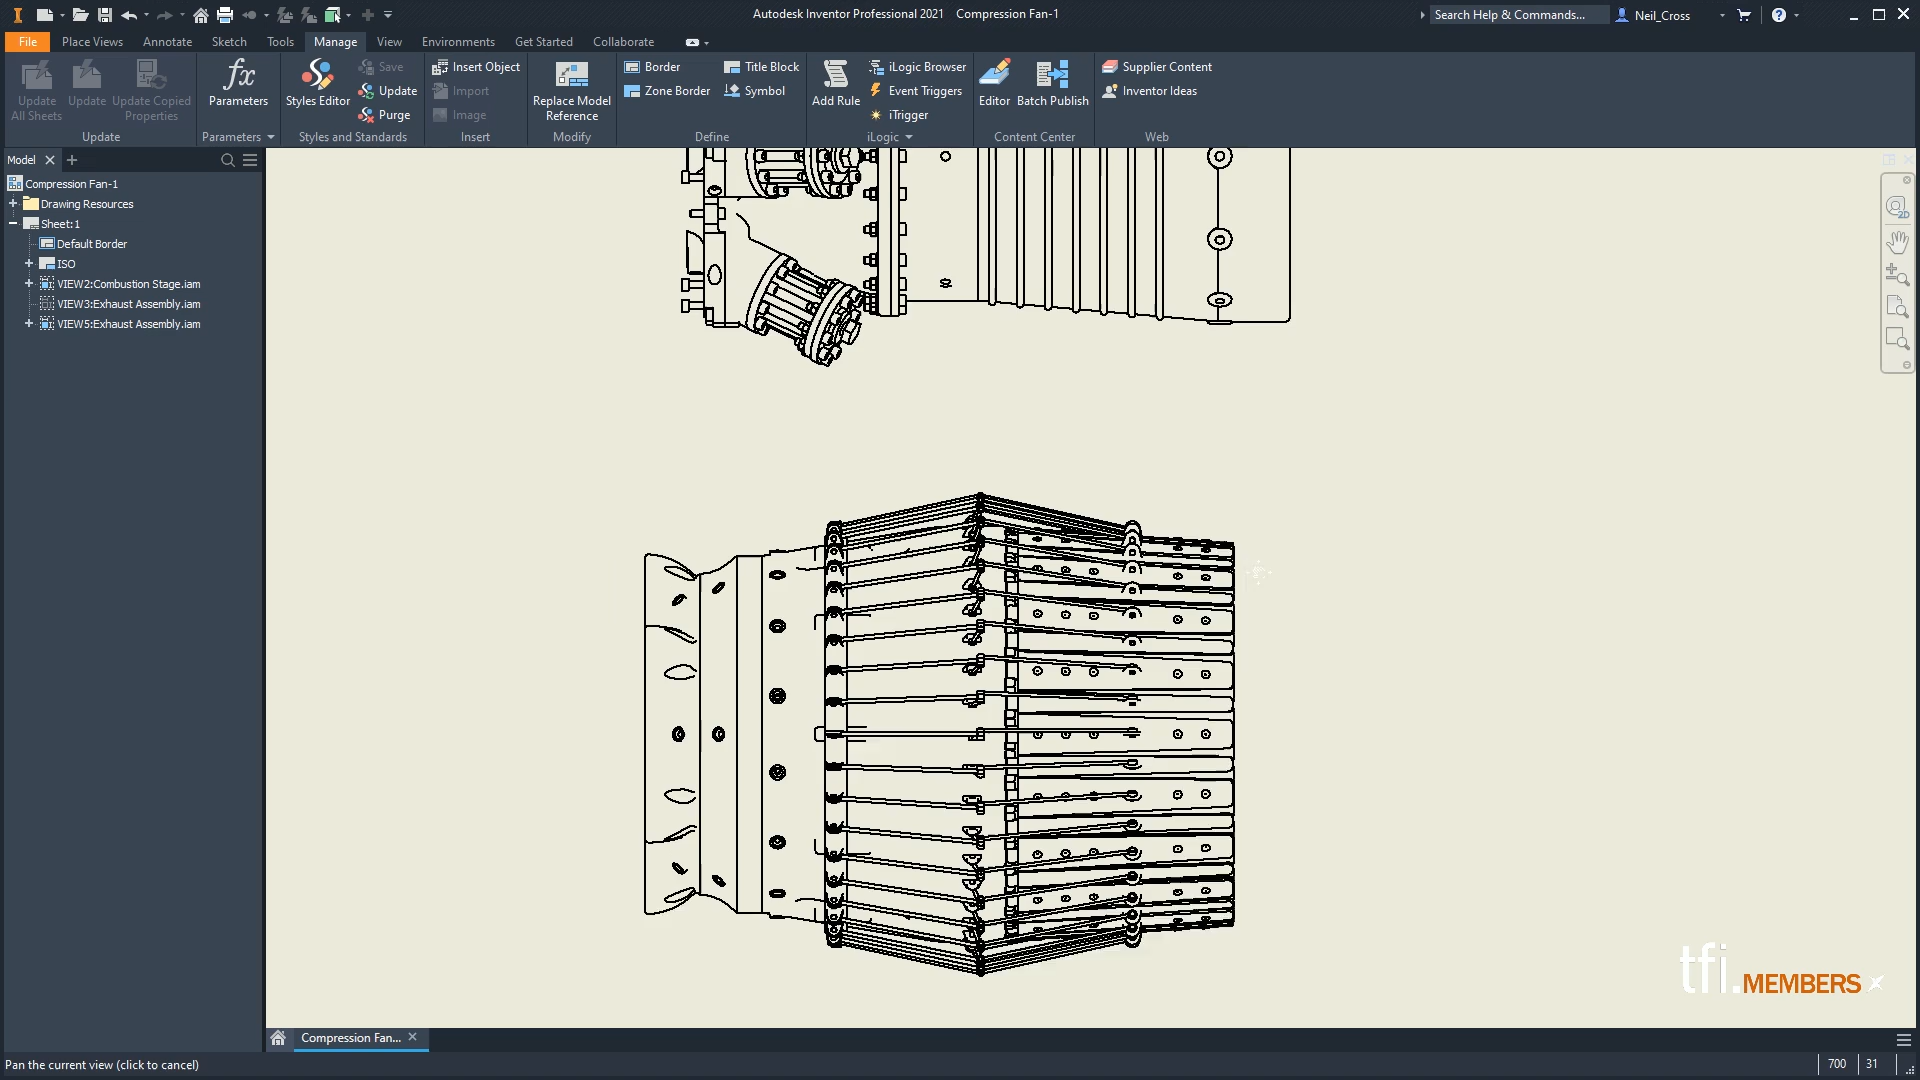 Autodesk Inventor Professional 2021 Compression Fan-1
Search Help & Commands...
Neil_Cross
File Place Views Annotate Sketch Tools Manage View Environments Get Started Collaborate
Update All Sheets
Update
Update Copied Properties
Update
Parameters
Parameters
Styles Editor
Save
Update
Purge
Styles and Standards
Insert Object
Import
Image
Insert
Replace Model Reference
Modify
Border
Zone Border
Title Block
Symbol
Define
Add Rule
iLogic Browser
Event Triggers
iTrigger
iLogic
Editor
Batch Publish
Content Center
Supplier Content
Inventor Ideas
Web
Model
Compression Fan-1
Drawing Resources
Sheet:1
Default Border
ISO
VIEW2:Combustion Stage.iam
VIEW3:Exhaust Assembly.iam
VIEW5:Exhaust Assembly.iam
2D
tfi.MEMBERS
Compression Fan...
Pan the current view (click to cancel)
700 31